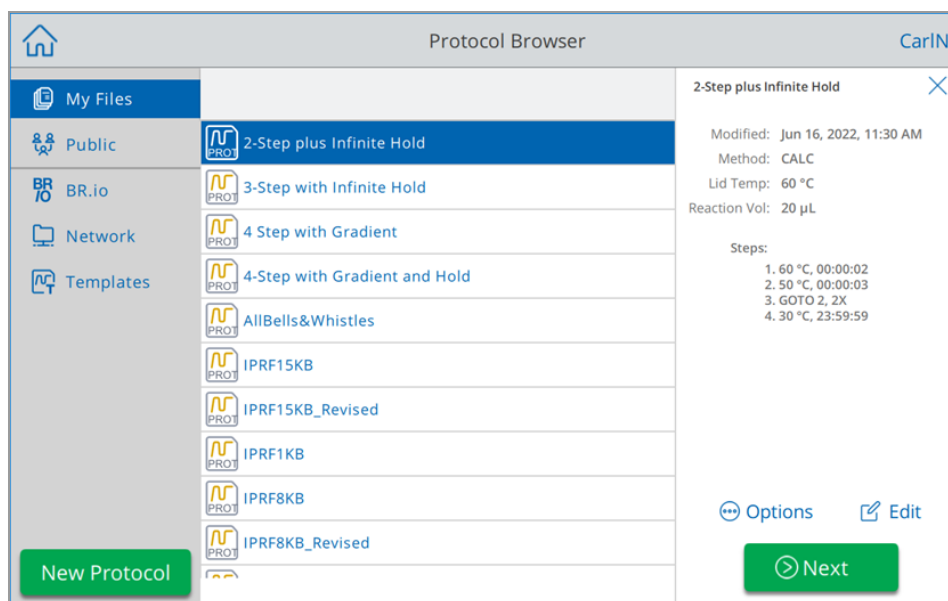 Protocol Browser
CarlN
My Files
Public
BR.io
Network
Templates
New Protocol
PROT 2-Step plus Infinite Hold
PROT 3-Step with Infinite Hold
PROT 4 Step with Gradient
PROT 4-Step with Gradient and Hold
PROT AllBells&Whistles
PROT IPRF15KB
PROT IPRF15KB_Revised
PROT IPRF1KB
PROT IPRF8KB
PROT IPRF8KB_Revised
2-Step plus Infinite Hold
Modified: Jun 16, 2022, 11:30 AM
Method: CALC
Lid Temp: 60 °C
Reaction Vol: 20 µL
Steps:
1. 60 °C, 00:00:02
2. 50 °C, 00:00:03
3. GOTO 2, 2X
4. 30 °C, 23:59:59
Options
Edit
Next